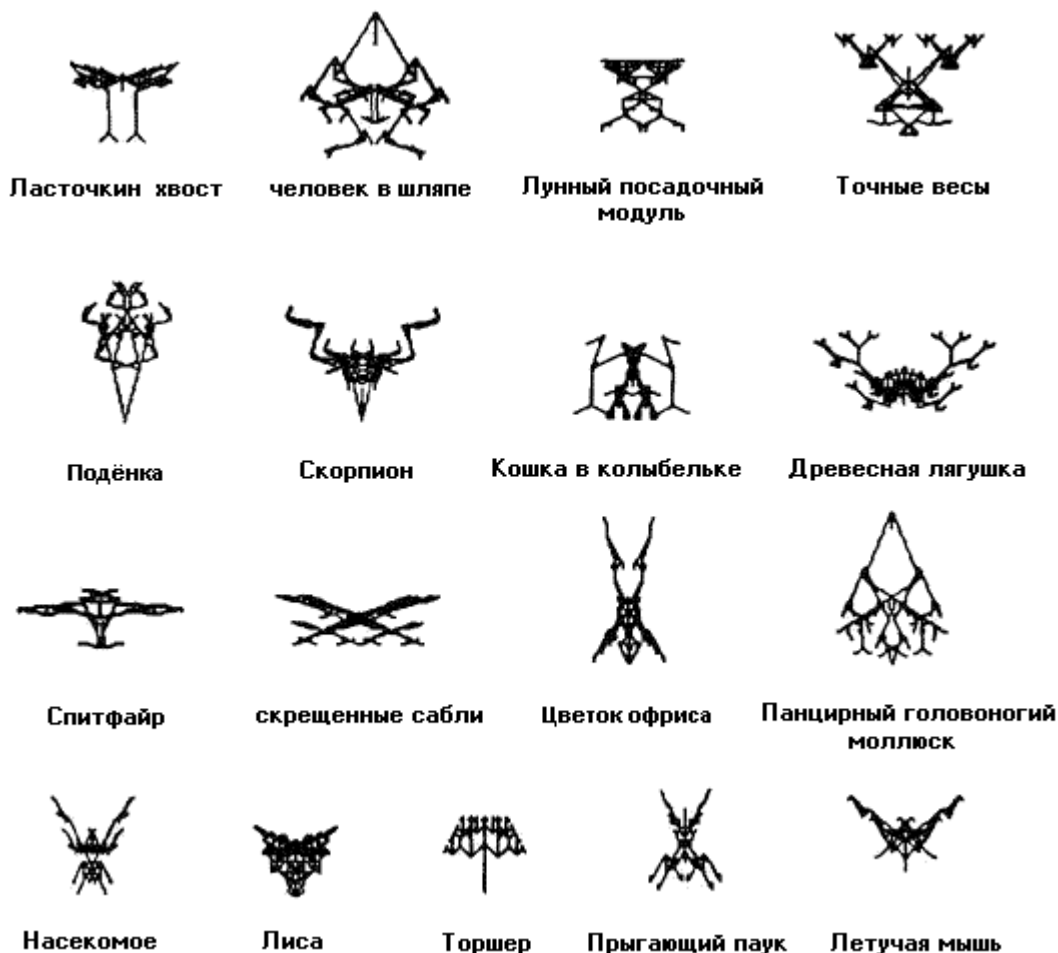 Ласточкин хвост
человек в шляпе
Лунный посадочный
модуль
Точные весы
Подёнка
Скорпион
Кошка в колыбельке
Древесная лягушка
Спитфайр
скрещенные сабли
Цветок офриса
Панцирный головоногий
моллюск
Насекомое
Лиса
Торшер
Прыгающий паук
Летучая мышь